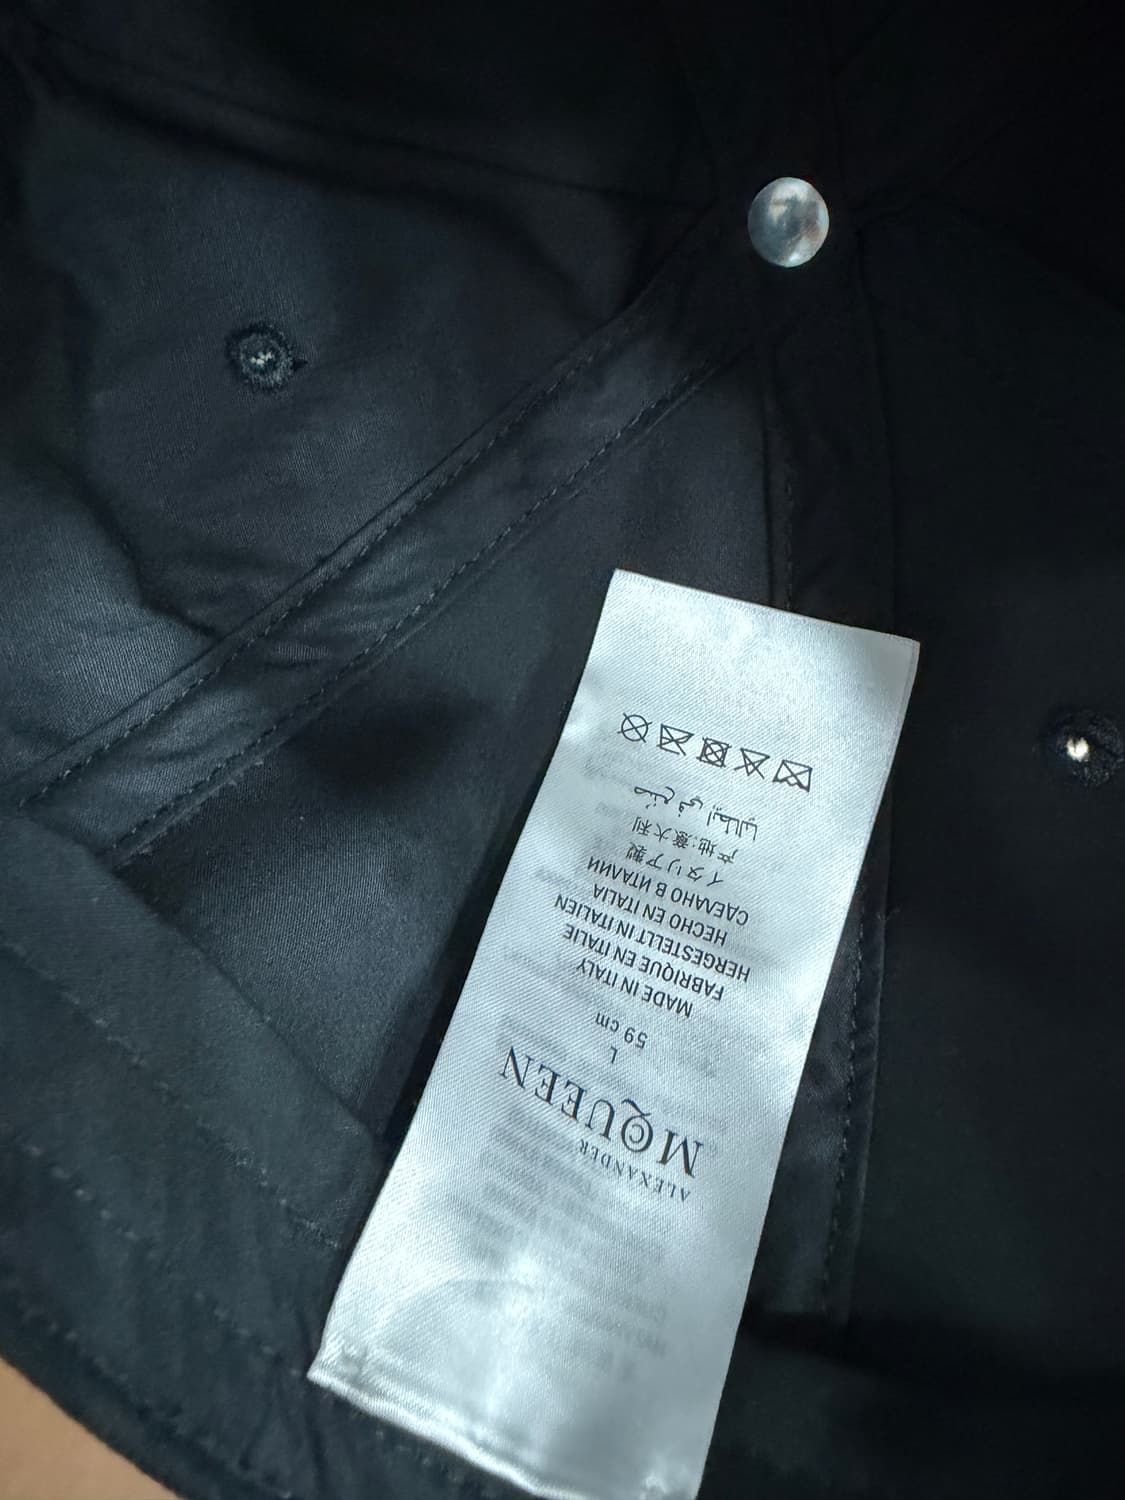 ALEXANDER
MCQUEEN
L
59 cm
MADE IN ITALY
FABRIQUE EN ITALIE
HERGESTELLT IN ITALIEN
HECHO EN ITALIA
СДЕЛАНО В ИТАЛИИ
イタリア製
产地:意大利
صنع في إيطاليا